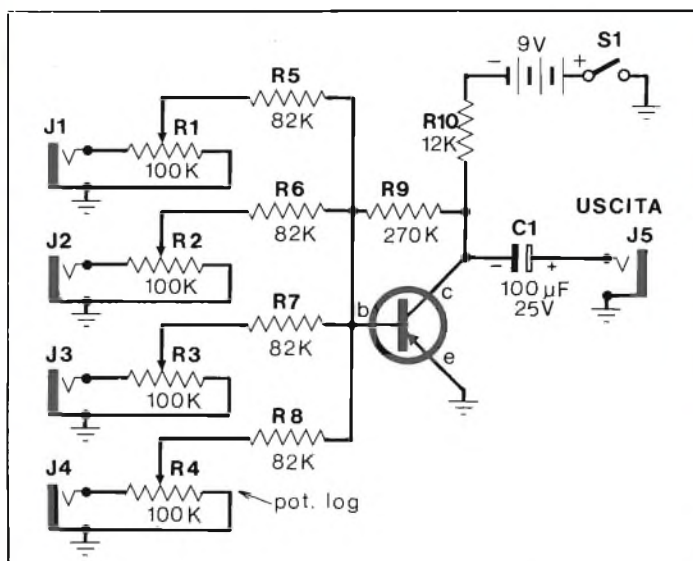 9V
S1
- +
R5
82K
R10
12K
J1
R1
100K
R6
82K
R9
270K
USCITA
C1
J5
- +
100 µF
25V
J2
R2
100K
R7
82K
b
c
e
J3
R3
100K
R8
82K
J4
R4
100K
pot. log